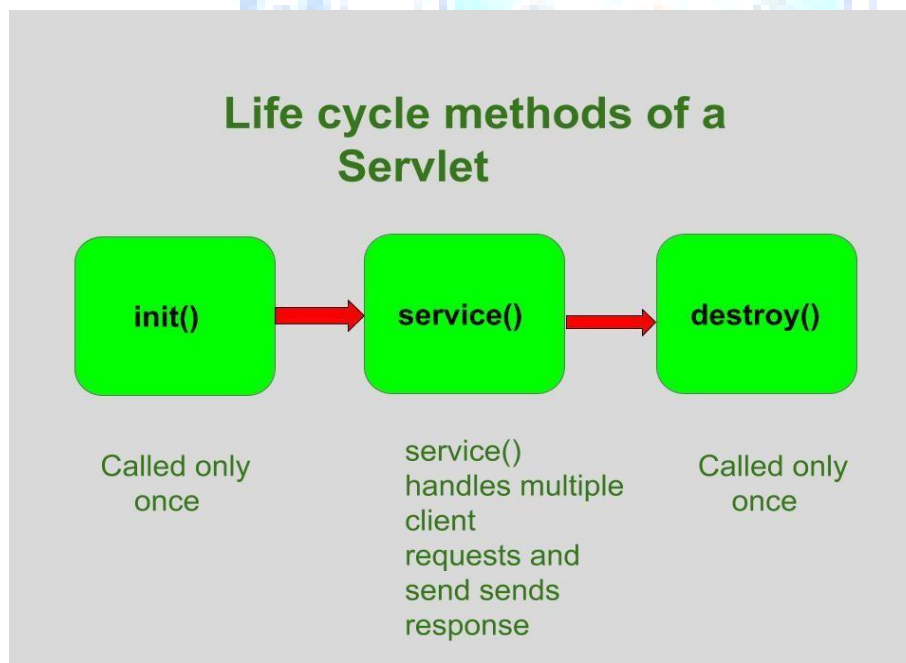 Life cycle methods of a
Servlet
init()
service()
destroy()
Called only
once
service()
handles multiple
client
requests and
send sends
response
Called only
once